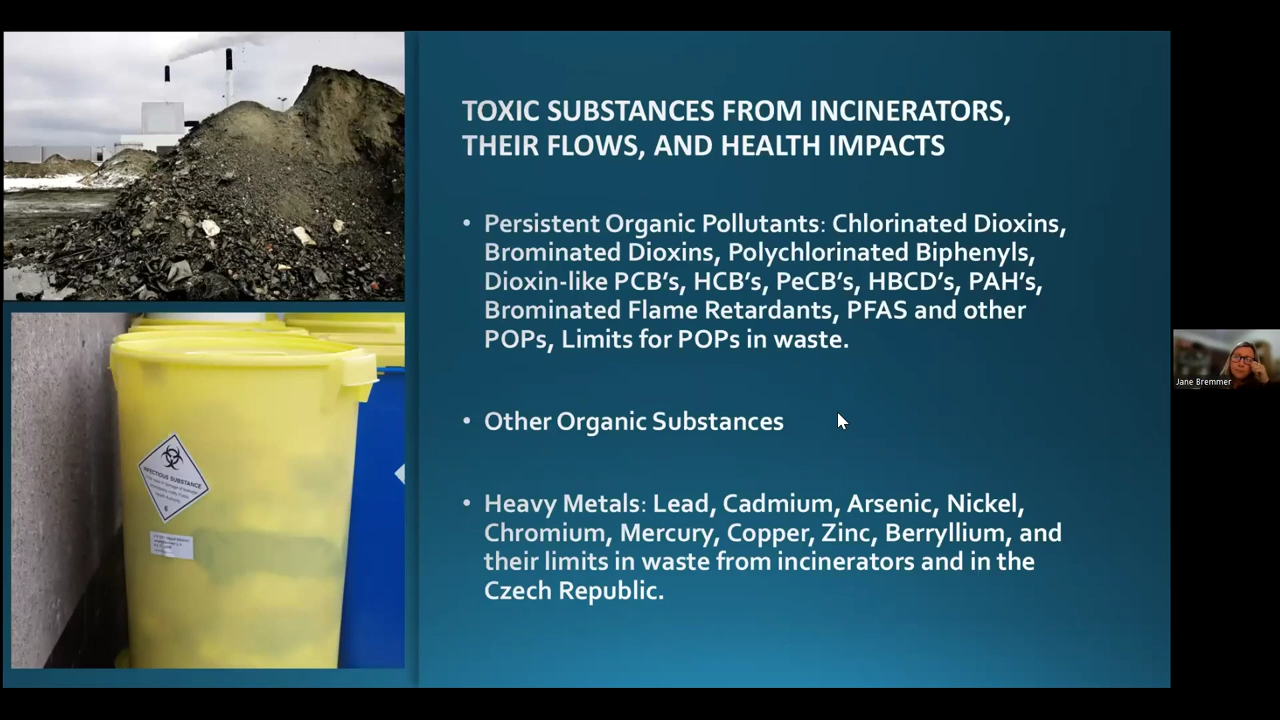 TOXIC SUBSTANCES FROM INCINERATORS,
THEIR FLOWS, AND HEALTH IMPACTS
• Persistent Organic Pollutants: Chlorinated Dioxins,
Brominated Dioxins, Polychlorinated Biphenyls,
Dioxin-like PCB’s, HCB’s, PeCB’s, HBCD’s, PAH’s,
Brominated Flame Retardants, PFAS and other
POPs, Limits for POPs in waste.
• Other Organic Substances
• Heavy Metals: Lead, Cadmium, Arsenic, Nickel,
Chromium, Mercury, Copper, Zinc, Berryllium, and
their limits in waste from incinerators and in the
Czech Republic.
INFECTIOUS SUBSTANCE
6
Jane Bremmer